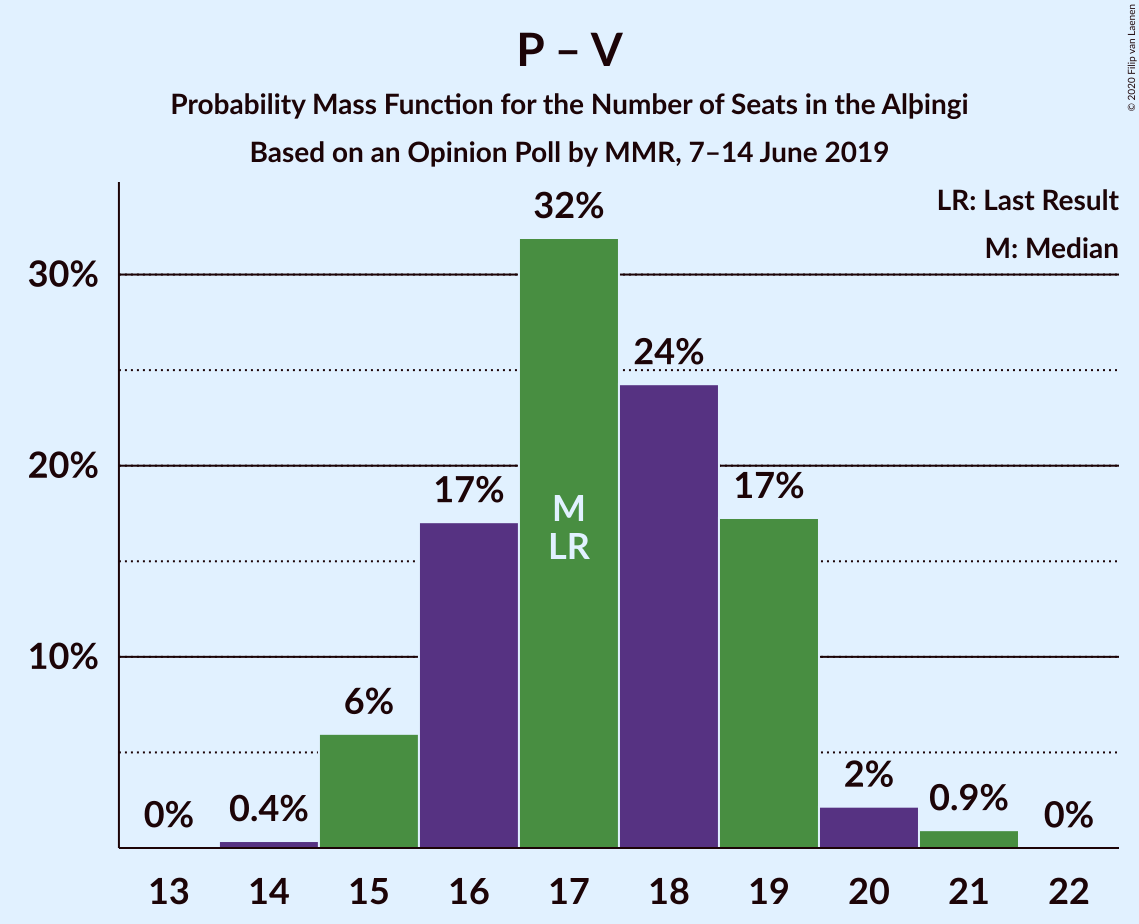 P – V
Probability Mass Function for the Number of Seats in the Alþingi
Based on an Opinion Poll by MMR, 7–14 June 2019
© 2020 Filip van Laenen
LR: Last Result
M: Median
30%
20%
10%
0%
0.4%
6%
17%
32%
24%
17%
2%
0.9%
0%
M
LR
13 14 15 16 17 18 19 20 21 22